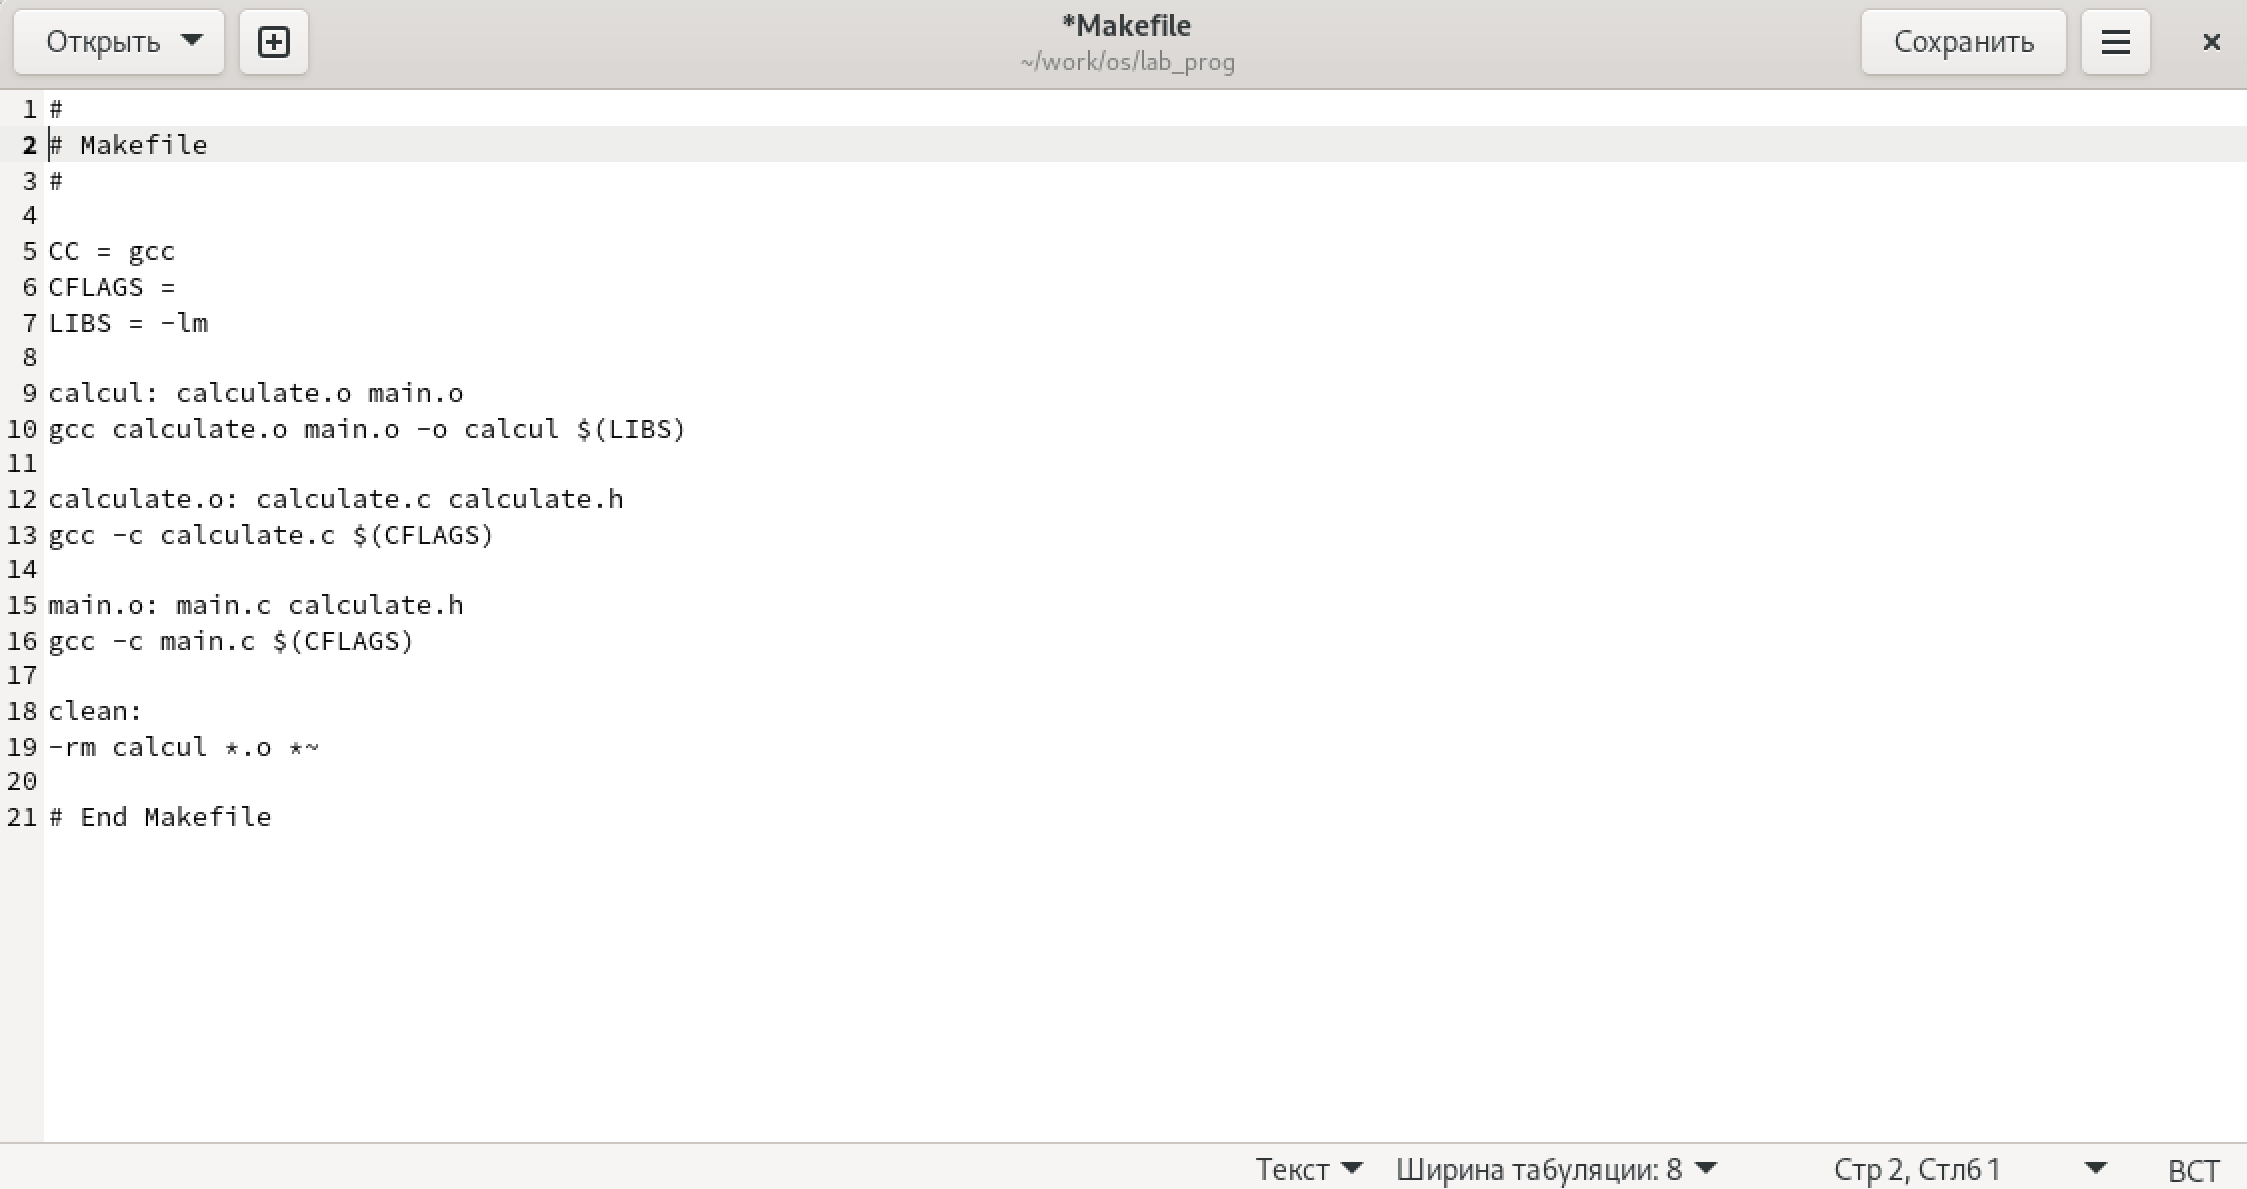 Открыть
*Makefile
~/work/os/lab_prog
Сохранить
1 #
2 # Makefile
3 #
4
5 CC = gcc
6 CFLAGS =
7 LIBS = -lm
8
9 calcul: calculate.o main.o
10 gcc calculate.o main.o -o calcul $(LIBS)
11
12 calculate.o: calculate.c calculate.h
13 gcc -c calculate.c $(CFLAGS)
14
15 main.o: main.c calculate.h
16 gcc -c main.c $(CFLAGS)
17
18 clean:
19 -rm calcul *.o *~
20
21 # End Makefile
Текст Ширина табуляции: 8 Стр 2, Стлб 1 ВСТ